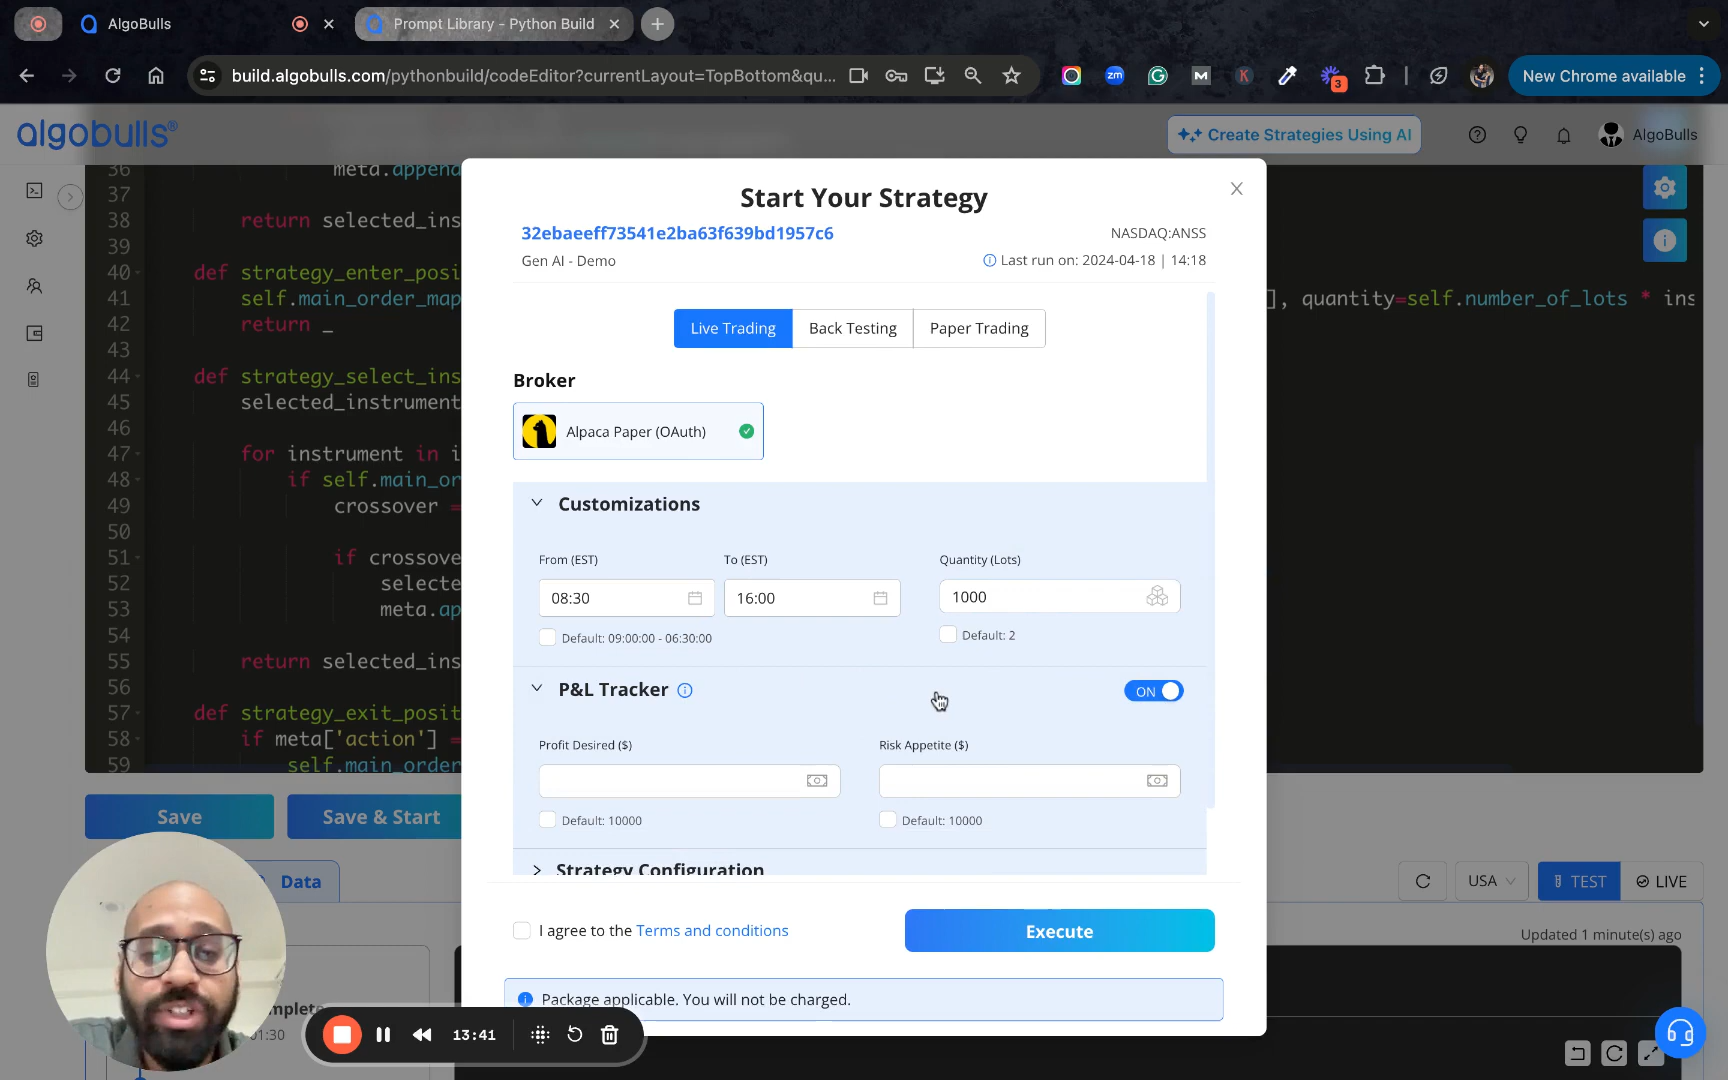 AlgoBulls
Prompt Library - Python Build
build.algobulls.com/pythonbuild/codeEditor?currentLayout=TopBottom&qu...
zm
M
K
3
New Chrome available
algobulls®
Create Strategies Using AI
AlgoBulls
36 meta.append
37
38 return selected_ins
39
40 def strategy_enter_posi
41 self.main_order_map
], quantity=self.number_of_lots * ins
42 return _
43
44 def strategy_select_ins
45 selected_instrument
46
47 for instrument in i
48 if self.main_or
49 crossover =
50
51 if crossove
52 selecte
53 meta.ap
54
55 return selected_ins
56
57 def strategy_exit_posit
58 if meta['action'] =
59 self.main_order
Start Your Strategy
32ebaeeff73541e2ba63f639bd1957c6
NASDAQ:ANSS
Gen AI - Demo
Last run on: 2024-04-18 | 14:18
Live Trading
Back Testing
Paper Trading
Broker
Alpaca Paper (OAuth)
Customizations
From (EST)
To (EST)
Quantity (Lots)
08:30
16:00
1000
Default: 09:00:00 - 06:30:00
Default: 2
P&L Tracker
ON
Profit Desired ($)
Risk Appetite ($)
Default: 10000
Default: 10000
Strategy Configuration
I agree to the Terms and conditions
Execute
Package applicable. You will not be charged.
Save
Save & Start
Data
USA
TEST
LIVE
Updated 1 minute(s) ago
01:30
13:41